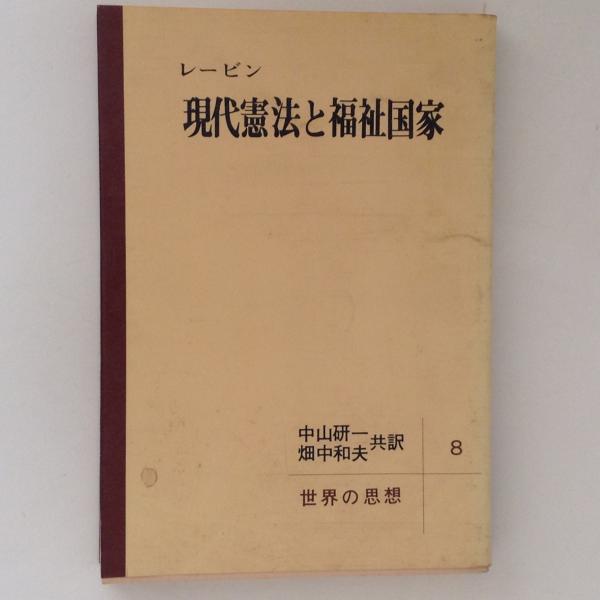 レービン
現代憲法と福祉国家
中山研一
畑中和夫
共訳
8
世界の思想